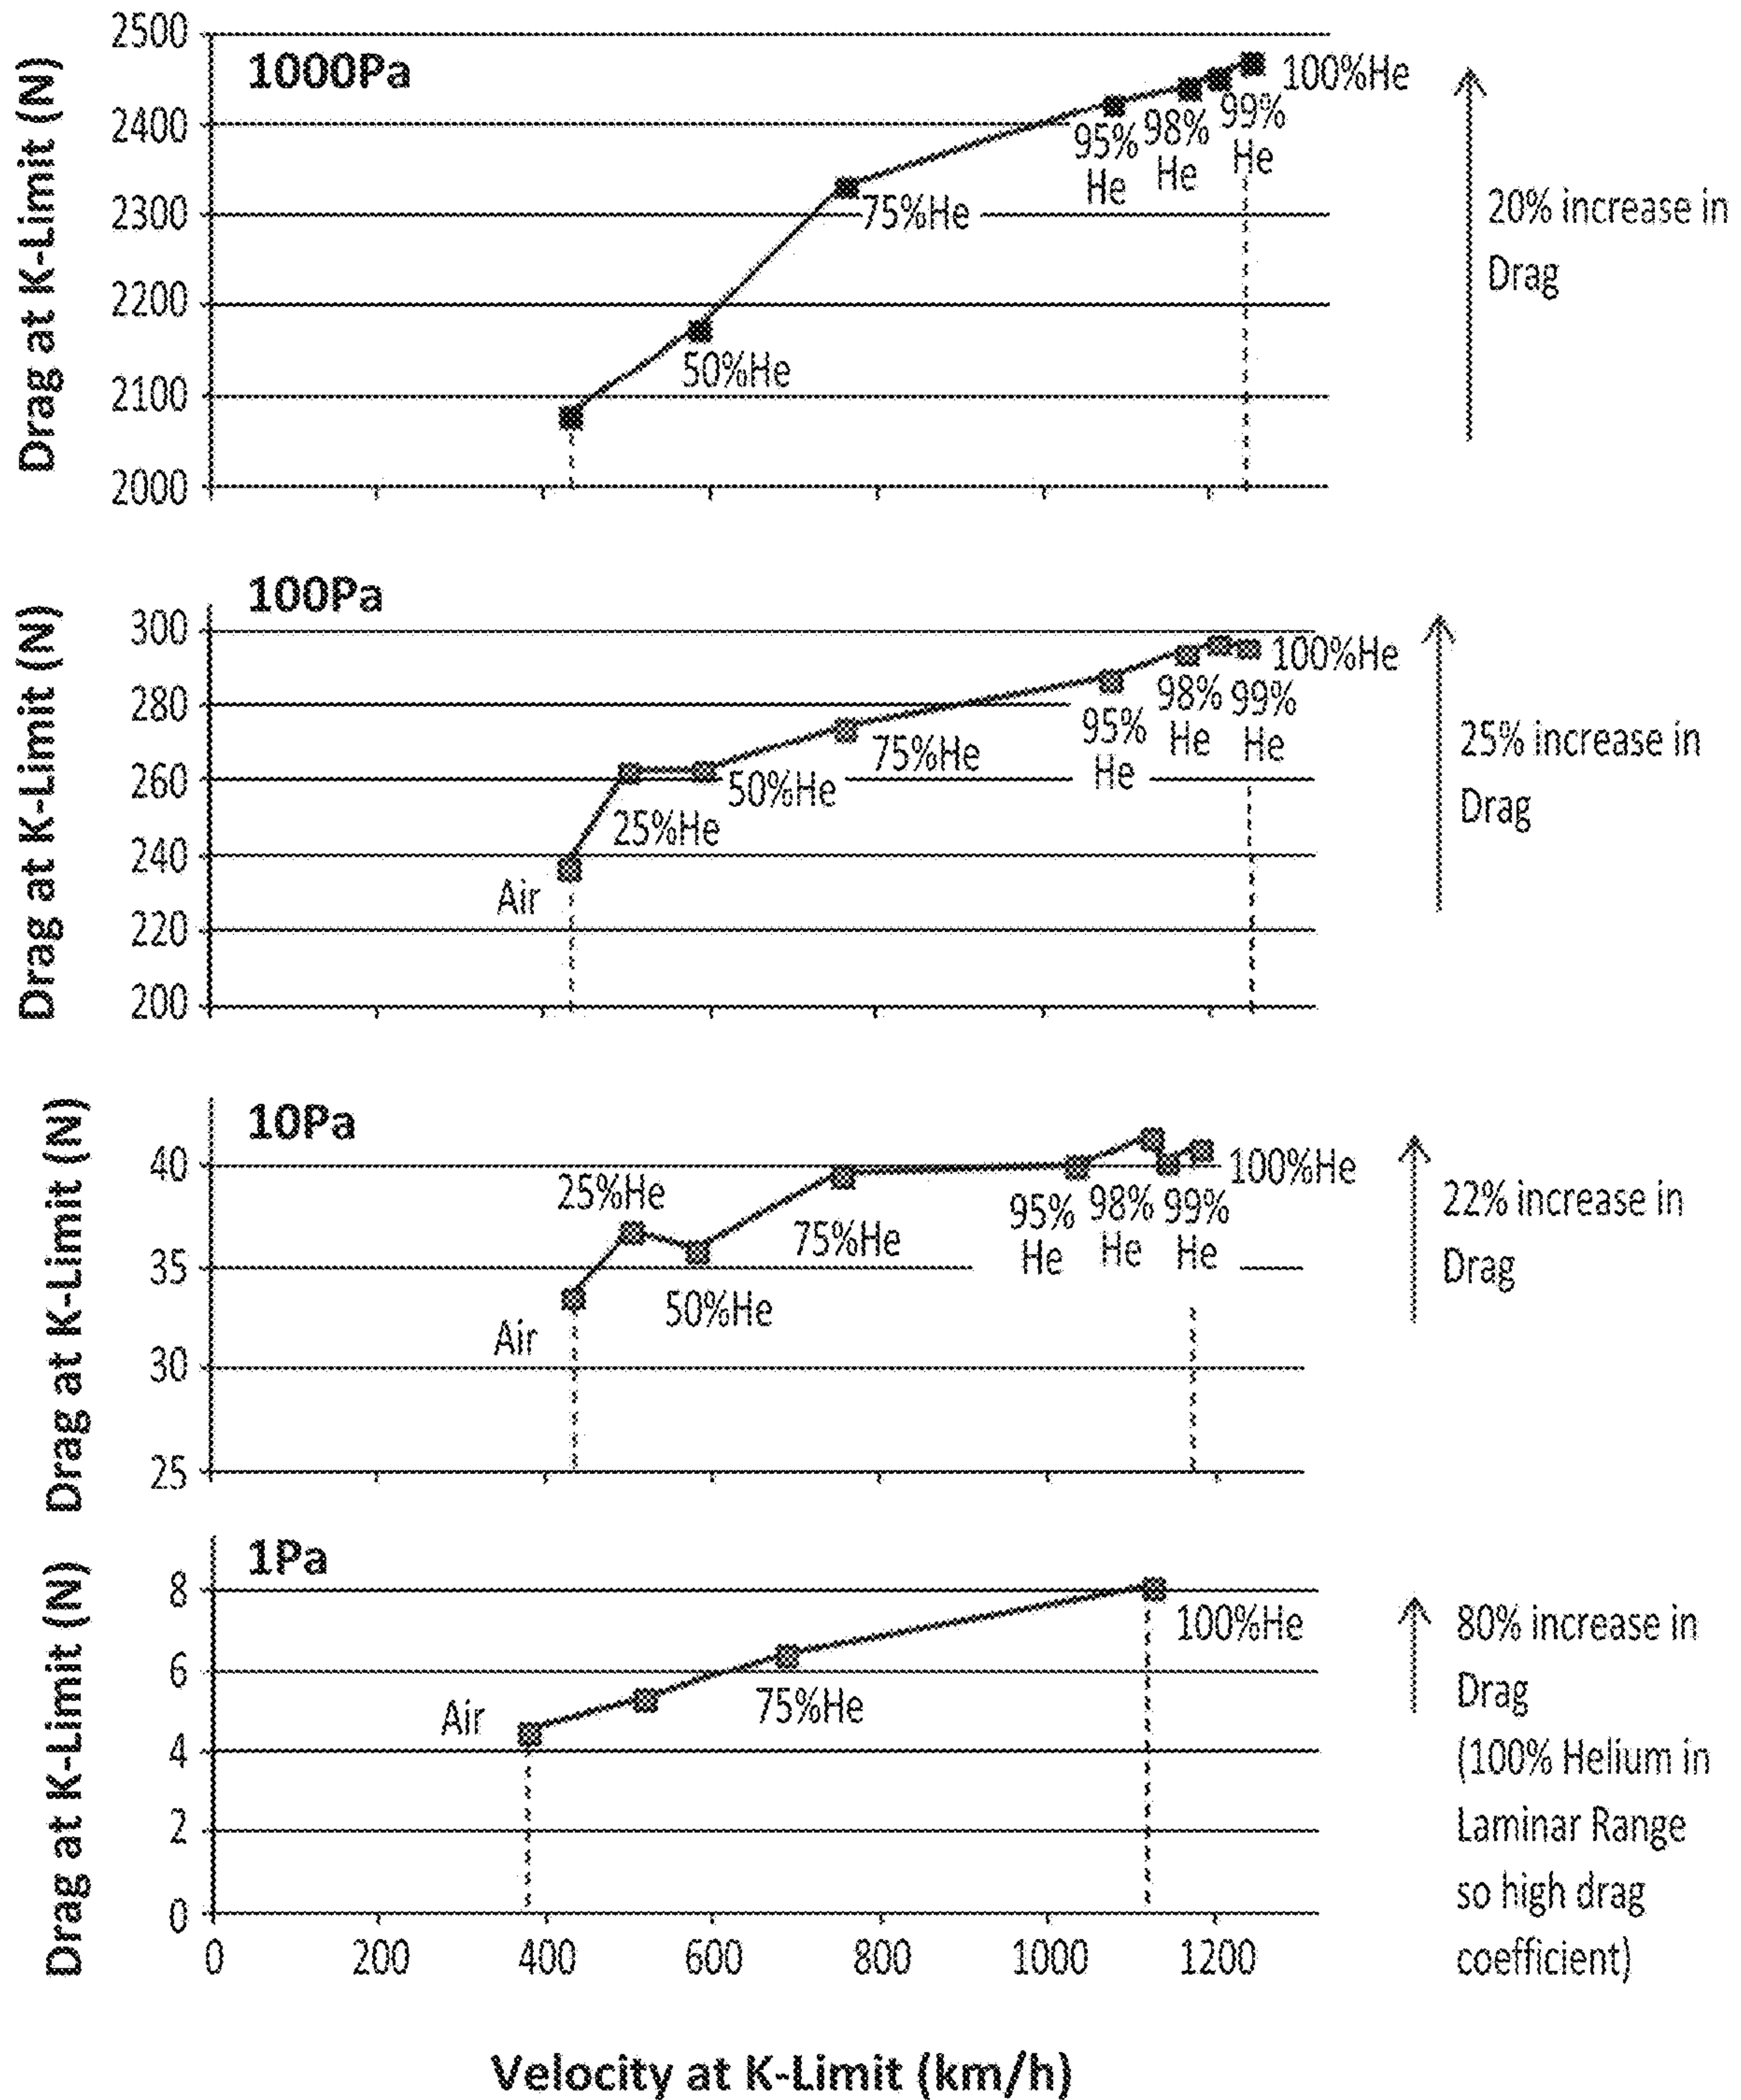 Drag at K-Limit (N)
1000Pa
2500
2400
2300
2200
2100
2000
50%He
75%He
95%
He
98%
He
99%
He
100%He
20% increase in
Drag
Drag at K-Limit (N)
100Pa
300
280
260
240
220
200
Air
25%He
50%He
75%He
95%
He
98%
He
99%
He
100%He
25% increase in
Drag
Drag at K-Limit (N)
10Pa
40
35
30
25
Air
25%He
50%He
75%He
95%
He
98%
He
99%
He
100%He
22% increase in
Drag
Drag at K-Limit (N)
1Pa
8
6
4
2
0
Air
75%He
100%He
80% increase in
Drag
(100% Helium in
Laminar Range
so high drag
coefficient)
0 200 400 600 800 1000 1200
Velocity at K-Limit (km/h)